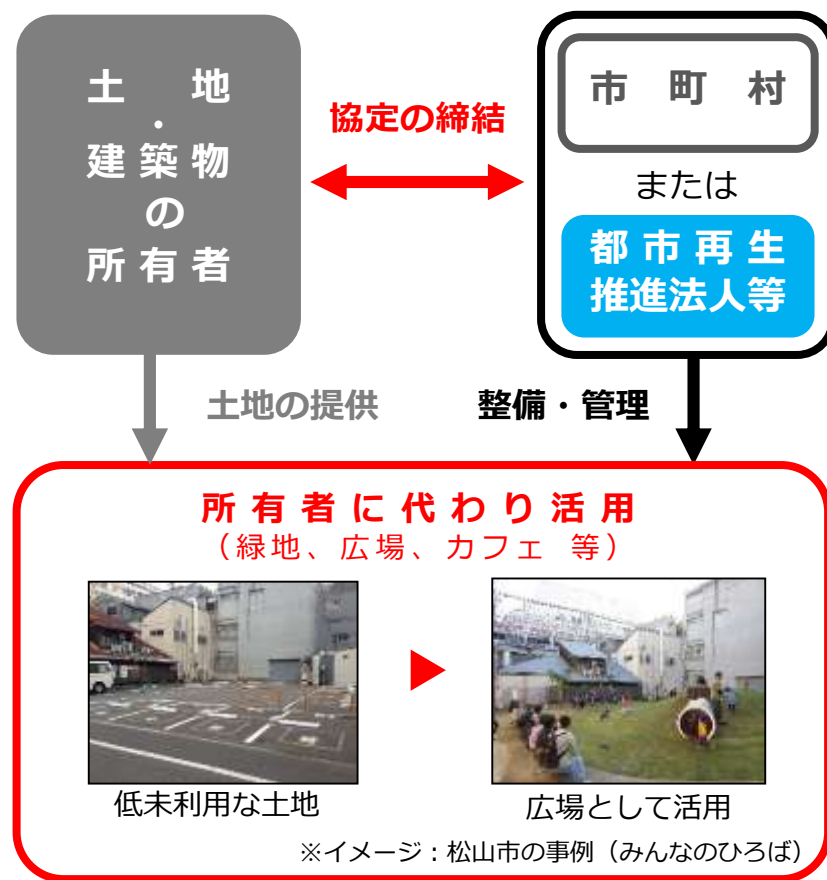 土　地
・
建築物
の
所有者
協定の締結
市　町　村
または
都市再生
推進法人等
土地の提供
整備・管理
所有者に代わり活用
（緑地、広場、カフェ 等）
低未利用な土地
広場として活用
※イメージ：松山市の事例（みんなのひろば）